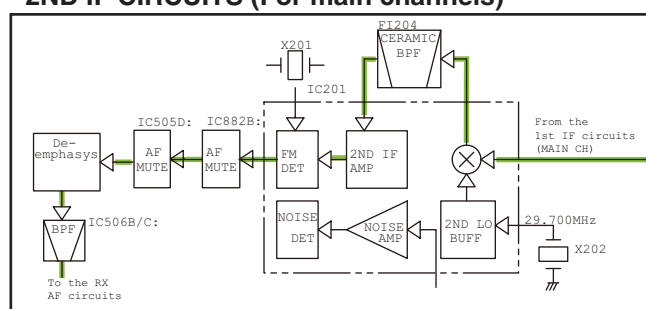 2ND IF CIRCUITS (For main channels)
FI204
CERAMIC
BPF
X201
IC201
IC505D:
IC882B:
From the
1st IF circuits
(MAIN CH)
De-
emphasys
AF
MUTE
AF
MUTE
FM
DET
2ND IF
AMP
IC506B/C:
BPF
NOISE
DET
NOISE
AMP
2ND LO
BUFF
29.700MHz
X202
To the RX
AF circuits